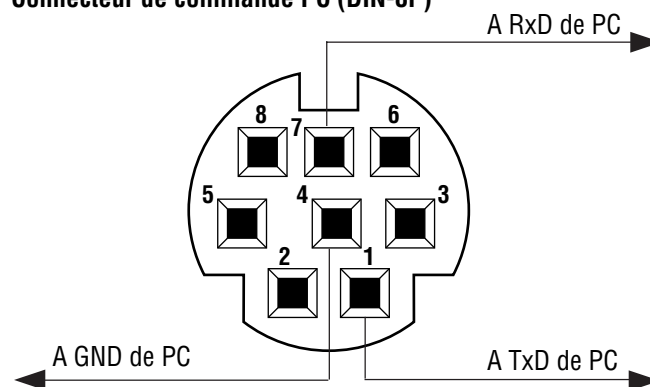 Connecteur de commande PC (DIN-8P)
A RxD de PC
8 7 6
5 4 3
2 1
A GND de PC
A TxD de PC